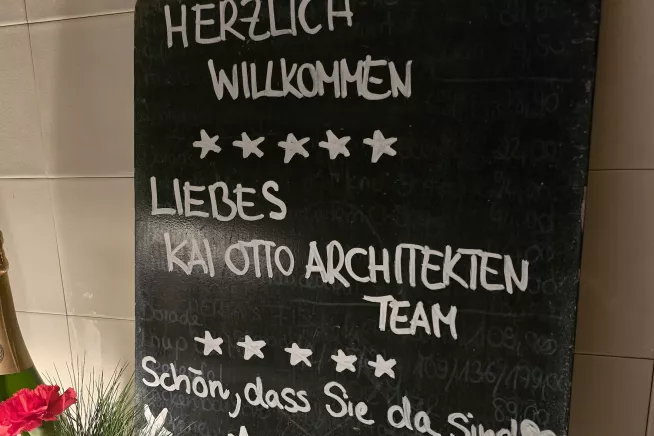 HERZLICH
WILLKOMMEN
LIEBES
KAI OTTO ARCHITEKTEN
TEAM
Schön, dass Sie da sind